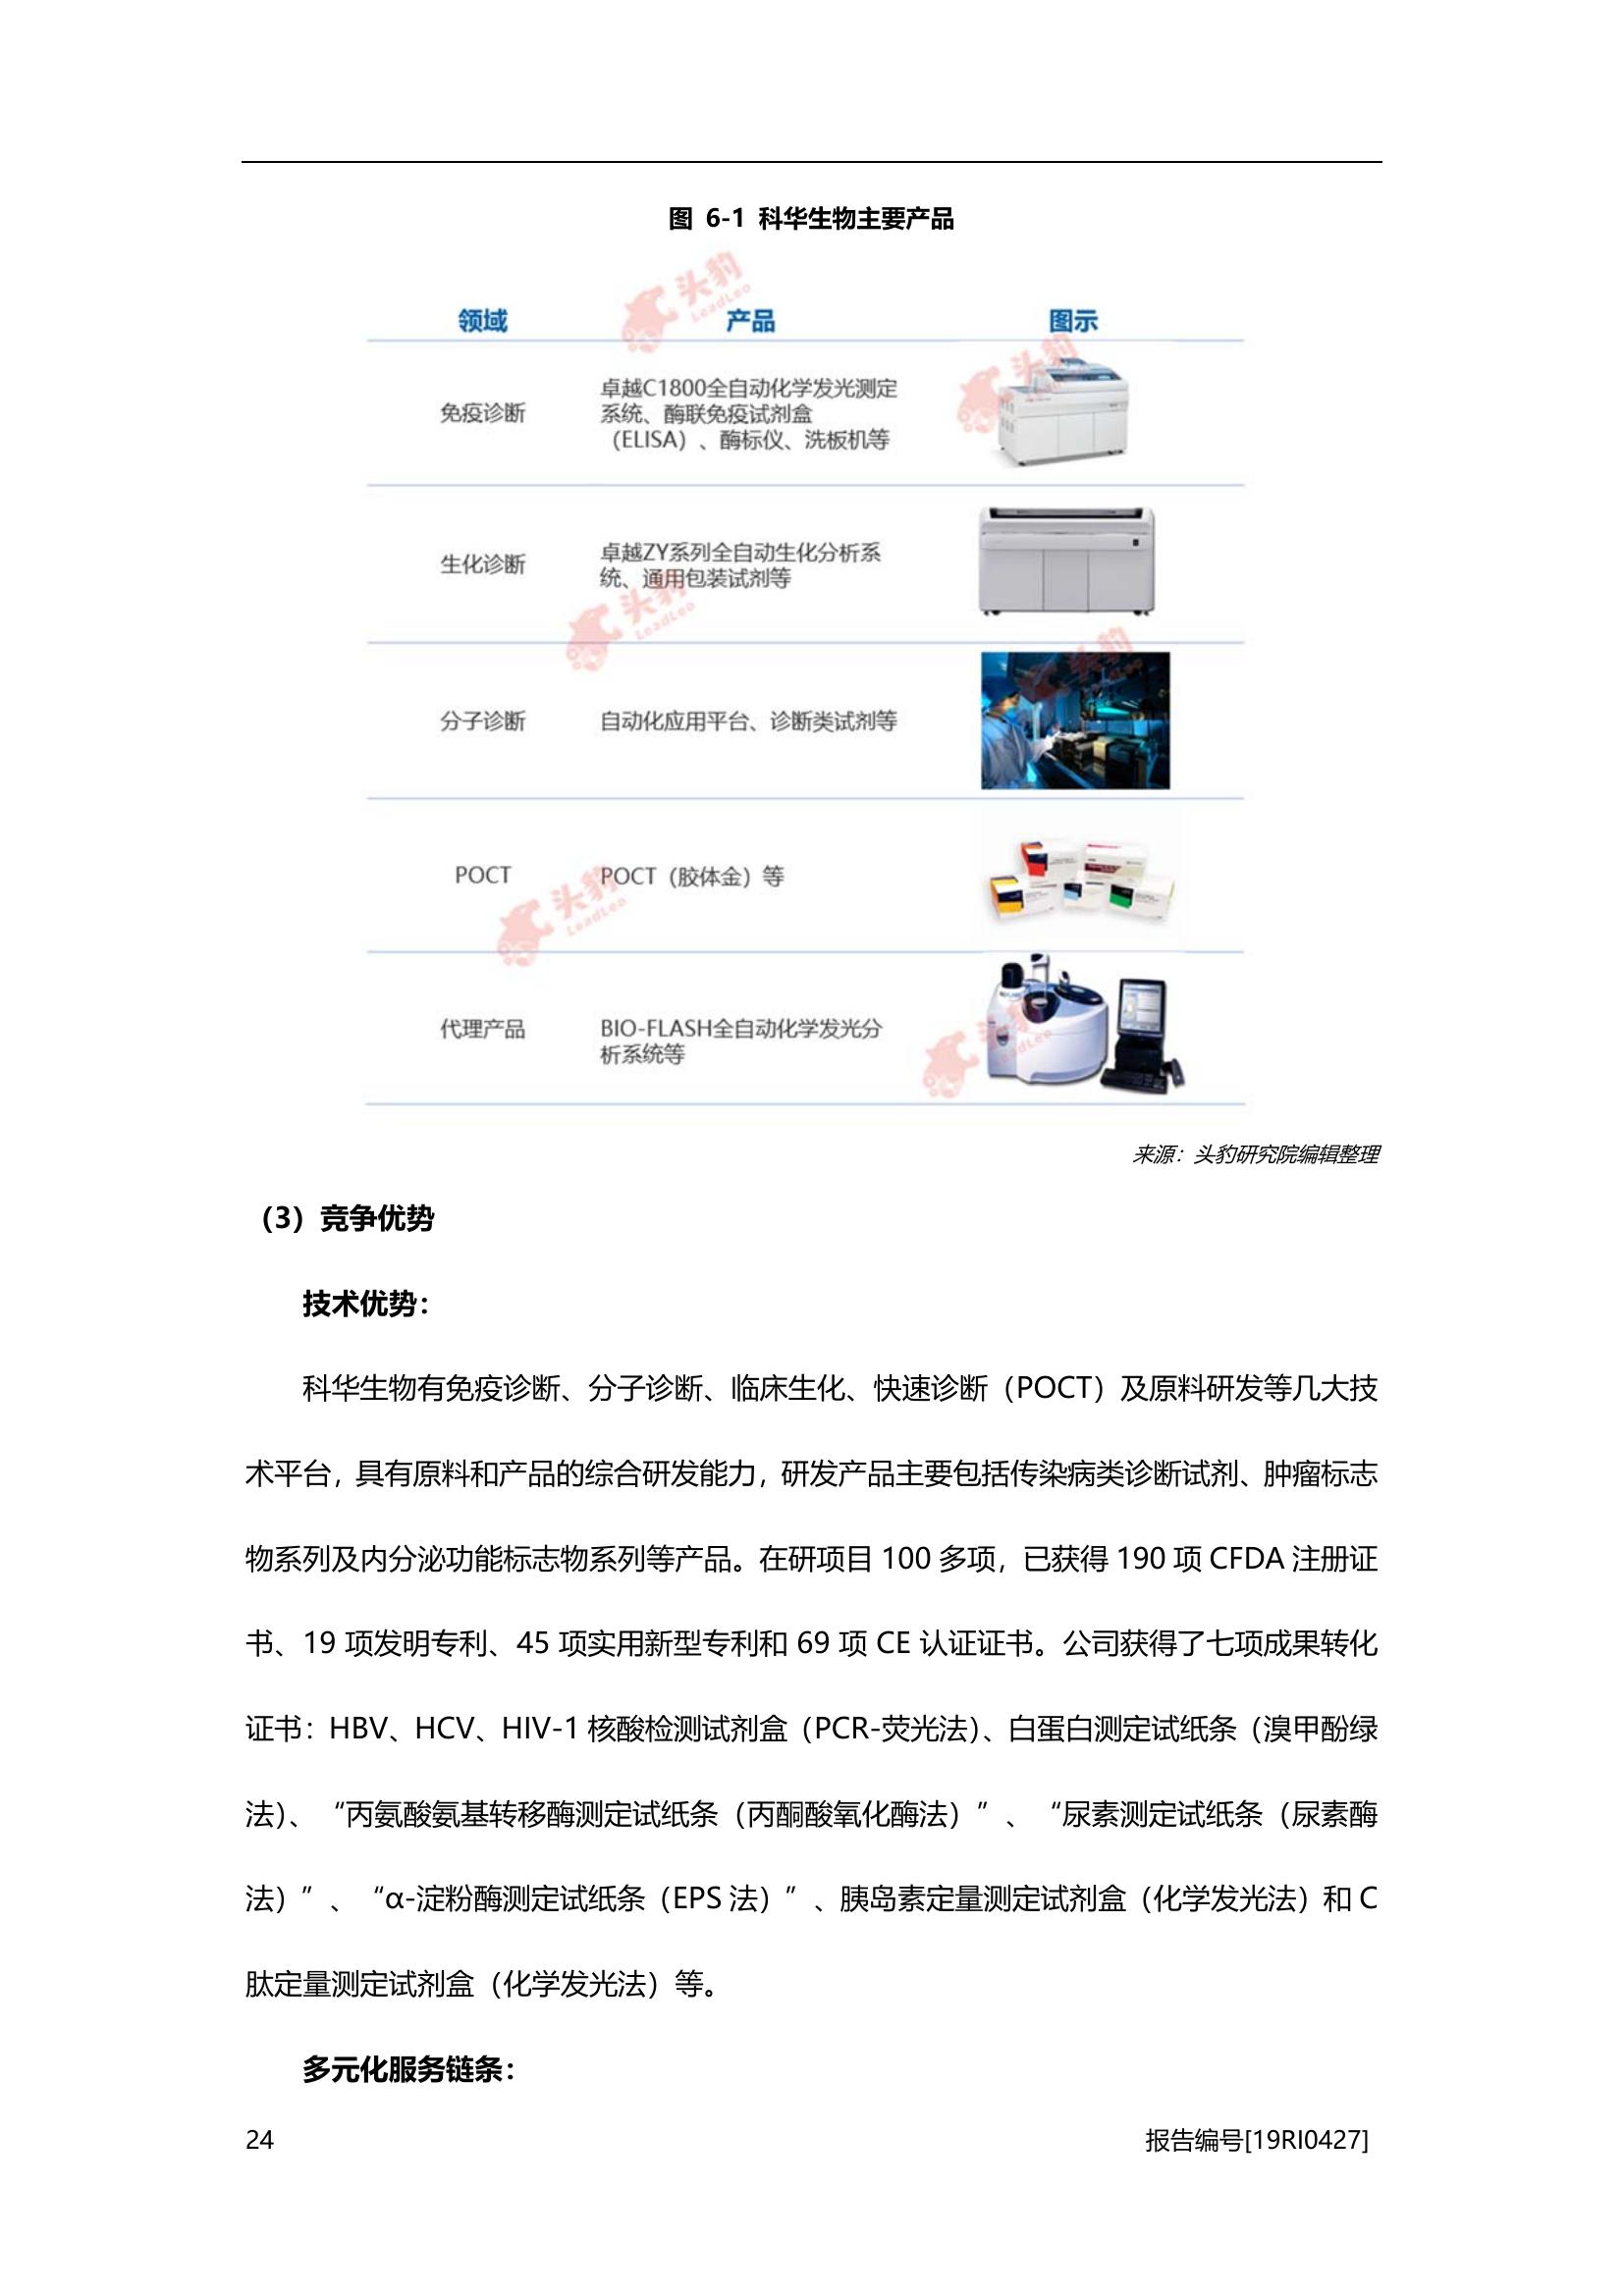 图 6-1 科华生物主要产品
头豹
LeadLeo
领域 产品 图示
头豹
免疫诊断
卓越C1800全自动化学发光测定
系统、酶联免疫试剂盒
（ELISA）、酶标仪、洗板机等
生化诊断
卓越ZY系列全自动生化分析系
统、通用包装试剂等
头豹
LeadLeo
头豹
分子诊断
自动化应用平台、诊断类试剂等
POCT
POCT（胶体金）等
头豹
LeadLeo
代理产品
BIO-FLASH全自动化学发光分
析系统等
来源：头豹研究院编辑整理
（3）竞争优势
技术优势：
科华生物有免疫诊断、分子诊断、临床生化、快速诊断（POCT）及原料研发等几大技
术平台，具有原料和产品的综合研发能力，研发产品主要包括传染病类诊断试剂、肿瘤标志
物系列及内分泌功能标志物系列等产品。在研项目 100 多项，已获得 190 项 CFDA 注册证
书、19 项发明专利、45 项实用新型专利和 69 项 CE 认证证书。公司获得了七项成果转化
证书：HBV、HCV、HIV-1 核酸检测试剂盒（PCR-荧光法）、白蛋白测定试纸条（溴甲酚绿
法）、“丙氨酸氨基转移酶测定试纸条（丙酮酸氧化酶法）”、“尿素测定试纸条（尿素酶
法）”、“α-淀粉酶测定试纸条（EPS 法）”、胰岛素定量测定试剂盒（化学发光法）和 C
肽定量测定试剂盒（化学发光法）等。
多元化服务链条：
24 报告编号[19RI0427]